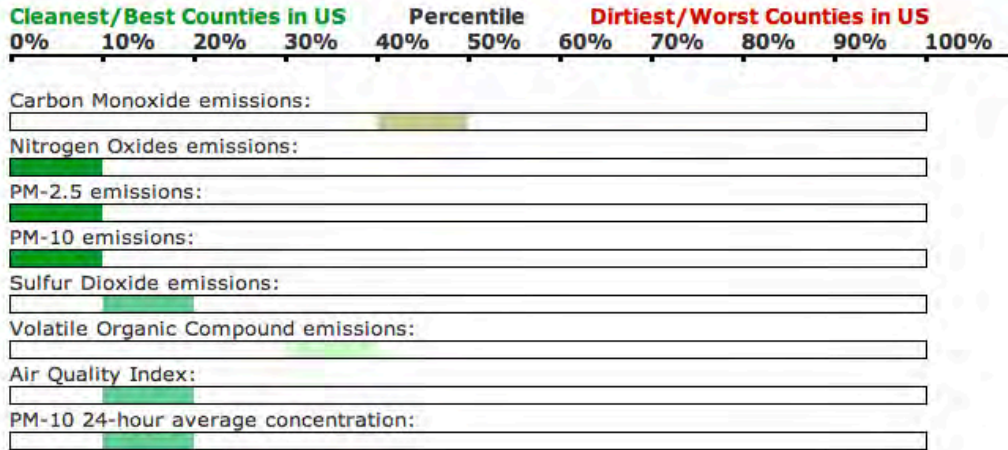 Cleanest/Best Counties in US Percentile Dirtiest/Worst Counties in US
0% 10% 20% 30% 40% 50% 60% 70% 80% 90% 100%
Carbon Monoxide emissions:
Nitrogen Oxides emissions:
PM-2.5 emissions:
PM-10 emissions:
Sulfur Dioxide emissions:
Volatile Organic Compound emissions:
Air Quality Index:
PM-10 24-hour average concentration: